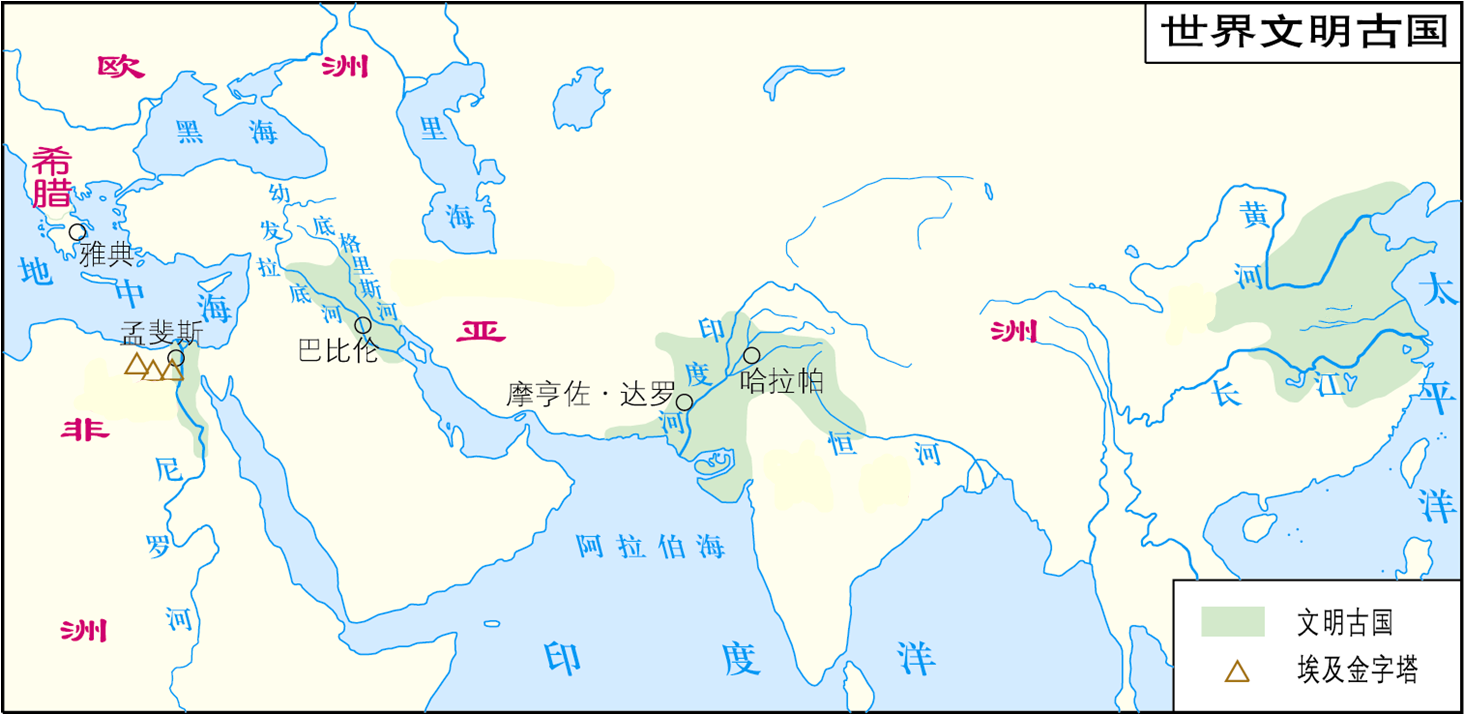 世界文明古国
欧洲
黑海
里海
希腊
雅典
地中海
幼发拉底河
底格里斯河
巴比伦
孟斐斯
亚洲
非洲
尼罗河
印度河
哈拉帕
摩亨佐·达罗
恒河
阿拉伯海
印度洋
黄河
长江
太平洋
文明古国
埃及金字塔